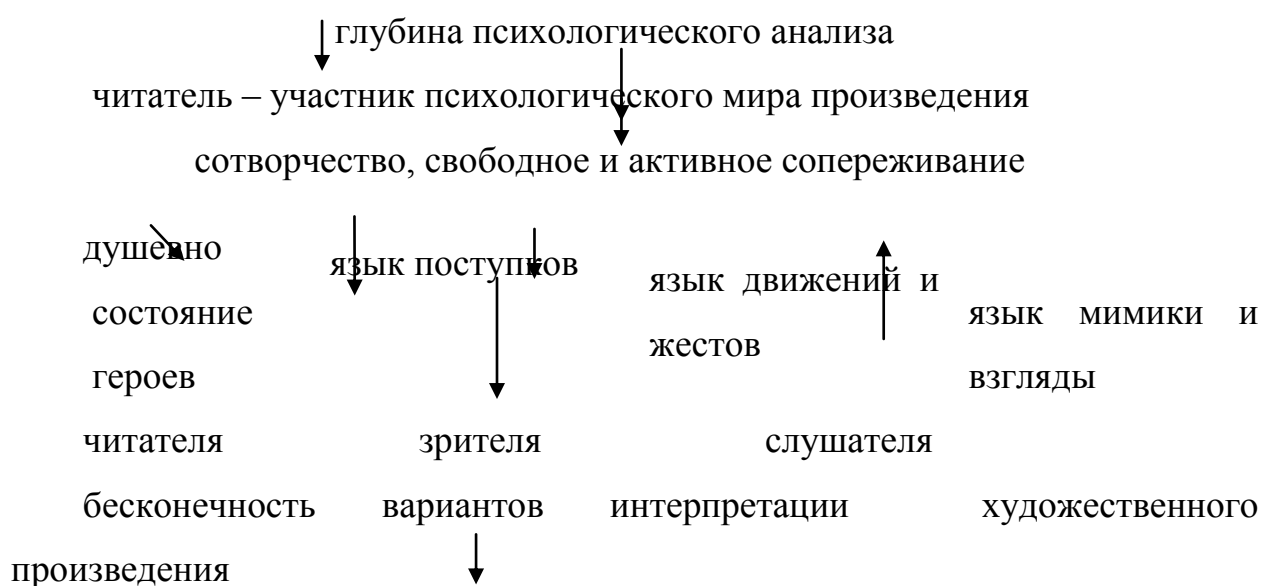 глубина психологического анализа
читатель – участник психологического мира произведения
сотворчество, свободное и активное сопереживание
душевно
состояние
героев
язык поступков
язык движений и
жестов
язык мимики и
взгляды
читателя зрителя слушателя
бесконечность вариантов интерпретации художественного
произведения